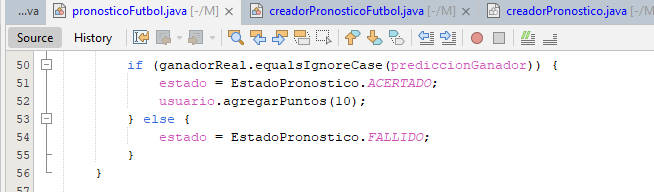 ...va pronosticoFutbol.java [-/M] x creadorPronosticoFutbol.java [-/M] x creadorPronostico.java [-/M]
Source History
50 if (ganadorReal.equalsIgnoreCase(prediccionGanador)) {
51 estado = EstadoPronostico.ACERTADO;
52 usuario.agregarPuntos(10);
53 } else {
54 estado = EstadoPronostico.FALLIDO;
55 }
56 }
57